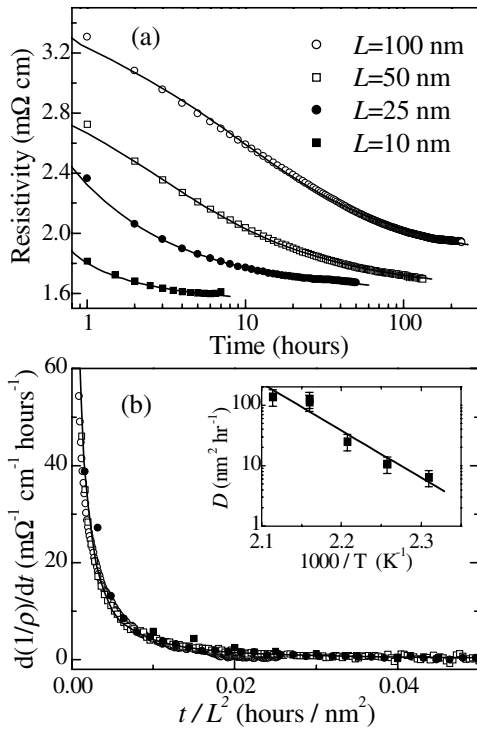 (a)
L=100 nm
L=50 nm
L=25 nm
L=10 nm
Resistivity (mΩ cm)
3.2
2.8
2.4
2.0
1.6
1
10
100
Time (hours)
(b)
d(1/ρ)/dt (mΩ⁻¹ cm⁻¹ hours⁻¹)
60
40
20
0
0.00
0.02
0.04
t / L² (hours / nm²)
D (nm² hr⁻¹)
100
10
1
2.1
2.2
2.3
1000 / T (K⁻¹)